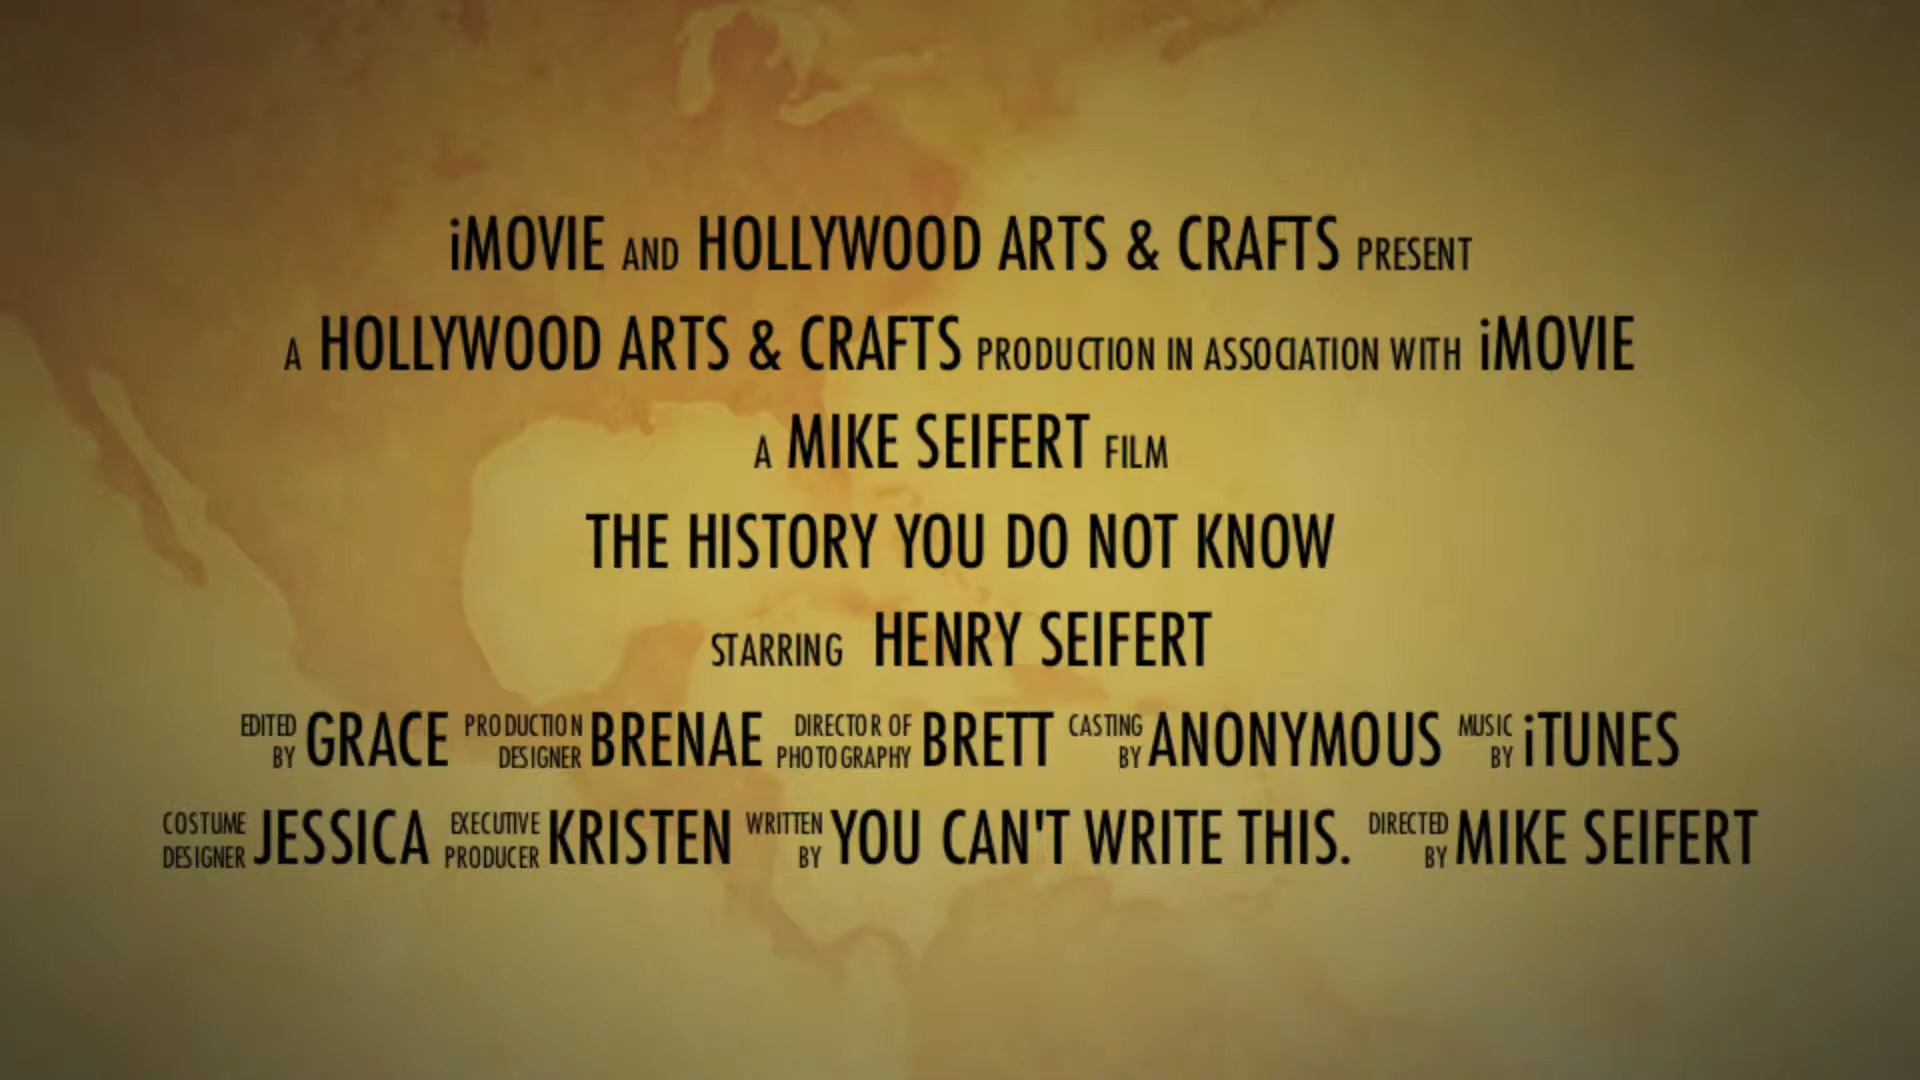 iMOVIE AND HOLLYWOOD ARTS & CRAFTS PRESENT
A HOLLYWOOD ARTS & CRAFTS PRODUCTION IN ASSOCIATION WITH iMOVIE
A MIKE SEIFERT FILM
THE HISTORY YOU DO NOT KNOW
STARRING HENRY SEIFERT
EDITED BY GRACE PRODUCTION DESIGNER BRENAE DIRECTOR OF PHOTOGRAPHY BRETT CASTING BY ANONYMOUS MUSIC BY iTUNES
COSTUME DESIGNER JESSICA EXECUTIVE PRODUCER KRISTEN WRITTEN BY YOU CAN'T WRITE THIS. DIRECTED BY MIKE SEIFERT